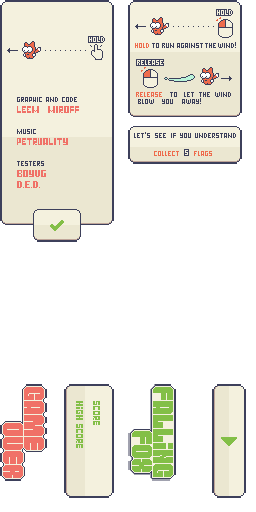 HOLD
GRAPHIC AND CODE
LECH WIROFF
MUSIC
PETRUALITY
TESTERS
BOYUG
D.E.D.
HOLD
HOLD TO RUN AGAINST THE WIND!
RELEASE
RELEASE TO LET THE WIND
BLOW YOU AWAY!
LET'S SEE IF YOU UNDERSTAND
COLLECT 5 FLAGS
GAME
OVER
SCORE
HIGH SCORE
FALLING
FOX